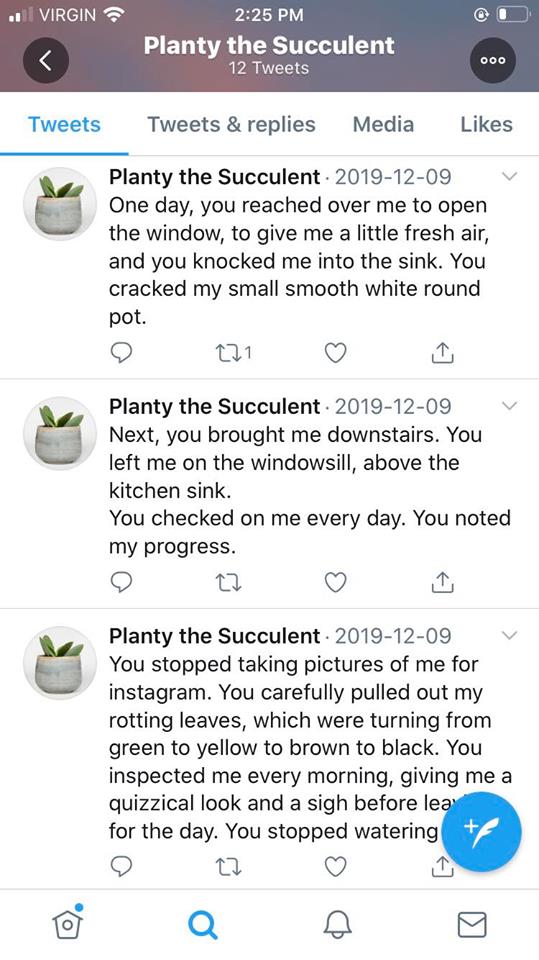 VIRGIN 2:25 PM
Planty the Succulent
12 Tweets
Tweets Tweets & replies Media Likes
Planty the Succulent · 2019-12-09
One day, you reached over me to open
the window, to give me a little fresh air,
and you knocked me into the sink. You
cracked my small smooth white round
pot.
1
Planty the Succulent · 2019-12-09
Next, you brought me downstairs. You
left me on the windowsill, above the
kitchen sink.
You checked on me every day. You noted
my progress.
Planty the Succulent · 2019-12-09
You stopped taking pictures of me for
instagram. You carefully pulled out my
rotting leaves, which were turning from
green to yellow to brown to black. You
inspected me every morning, giving me a
quizzical look and a sigh before
for the day. You stopped watering